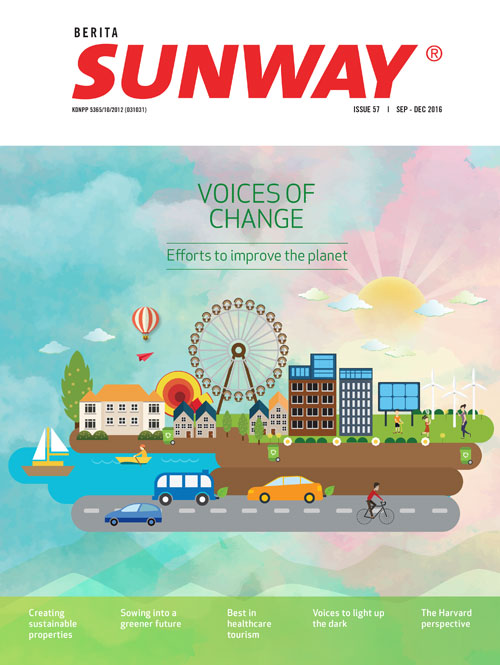 BERITA
SUNWAY ®
KDNPP 5365/18/2012 (031031)
ISSUE 57 | SEP - DEC 2016
VOICES OF
CHANGE
Efforts to improve the planet
Creating
sustainable
properties
Sowing into a
greener future
Best in
healthcare
tourism
Voices to light up
the dark
The Harvard
perspective